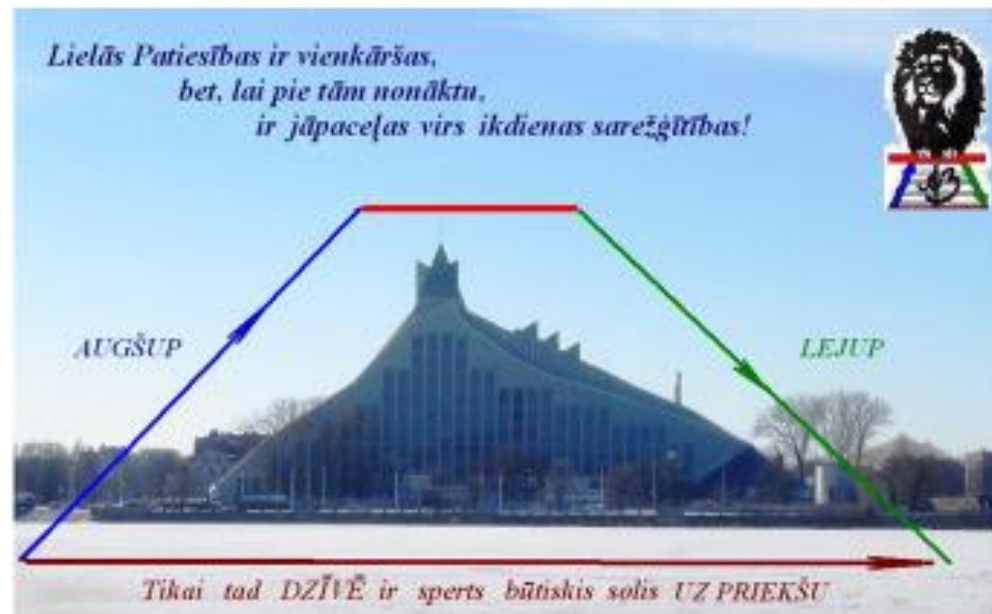 Lielās Patiesības ir vienkāršas,
bet, lai pie tām nonāktu,
ir jāpaceļas virs ikdienas sarežģītības!
AUGŠUP
LEJUP
Tikai tad DZĪVĒ ir sperts būtisks solis UZ PRIEKŠU